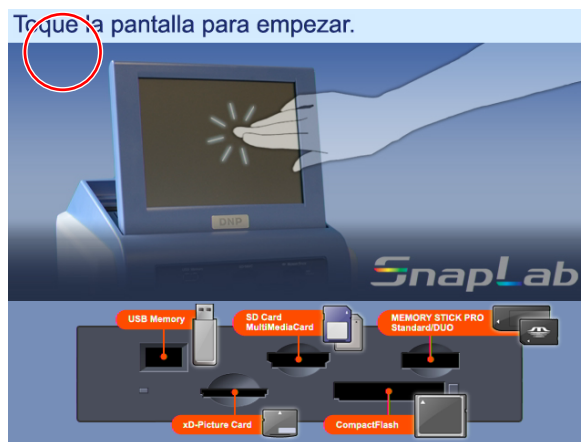 Toque la pantalla para empezar.
DNP
SnapLab
USB Memory
SD Card
MultiMediaCard
MEMORY STICK PRO
Standard/DUO
xD-Picture Card
CompactFlash